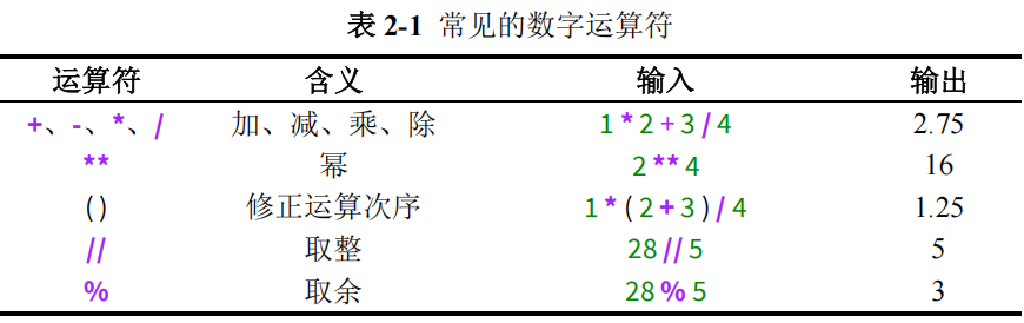 表 2-1 常见的数字运算符
运算符 含义 输入 输出
+、-、*、/ 加、减、乘、除 1 * 2 + 3 / 4 2.75
** 幂 2 ** 4 16
( ) 修正运算次序 1 * ( 2 + 3 ) / 4 1.25
// 取整 28 // 5 5
% 取余 28 % 5 3